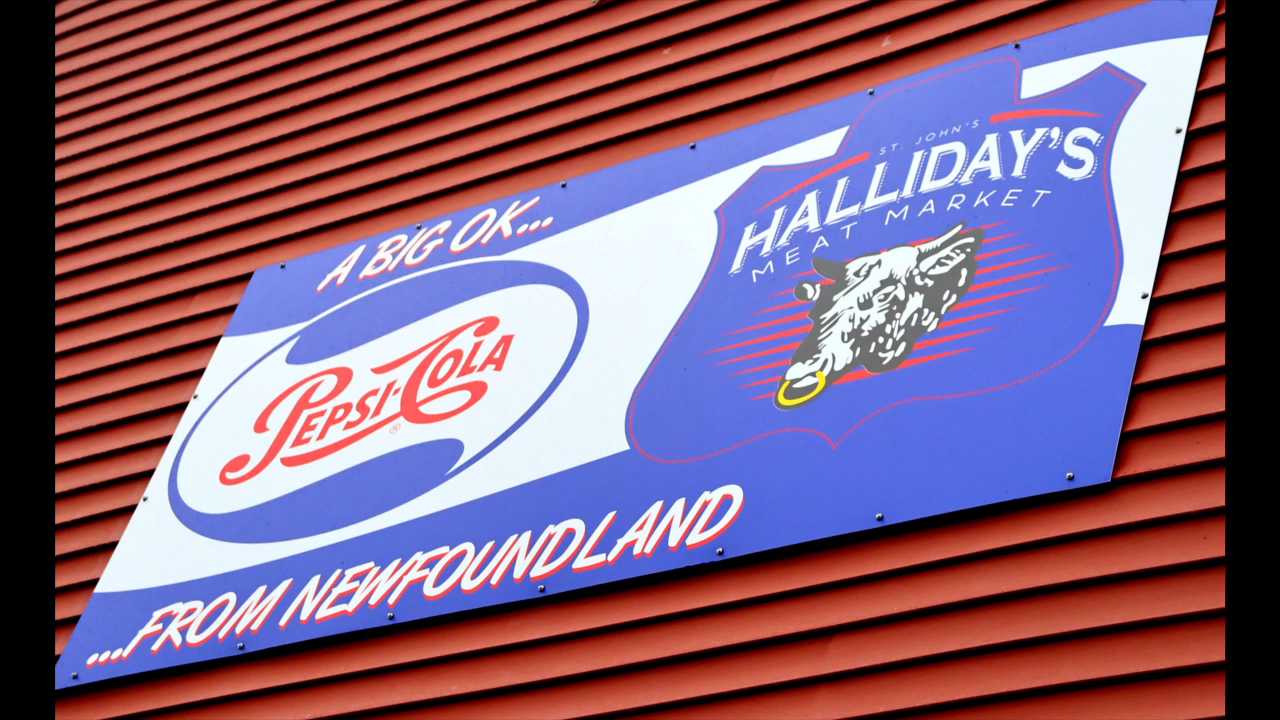 A BIG OK...
PEPSI-COLA
®
...FROM NEWFOUNDLAND
ST. JOHN'S
HALLIDAY'S
MEAT MARKET